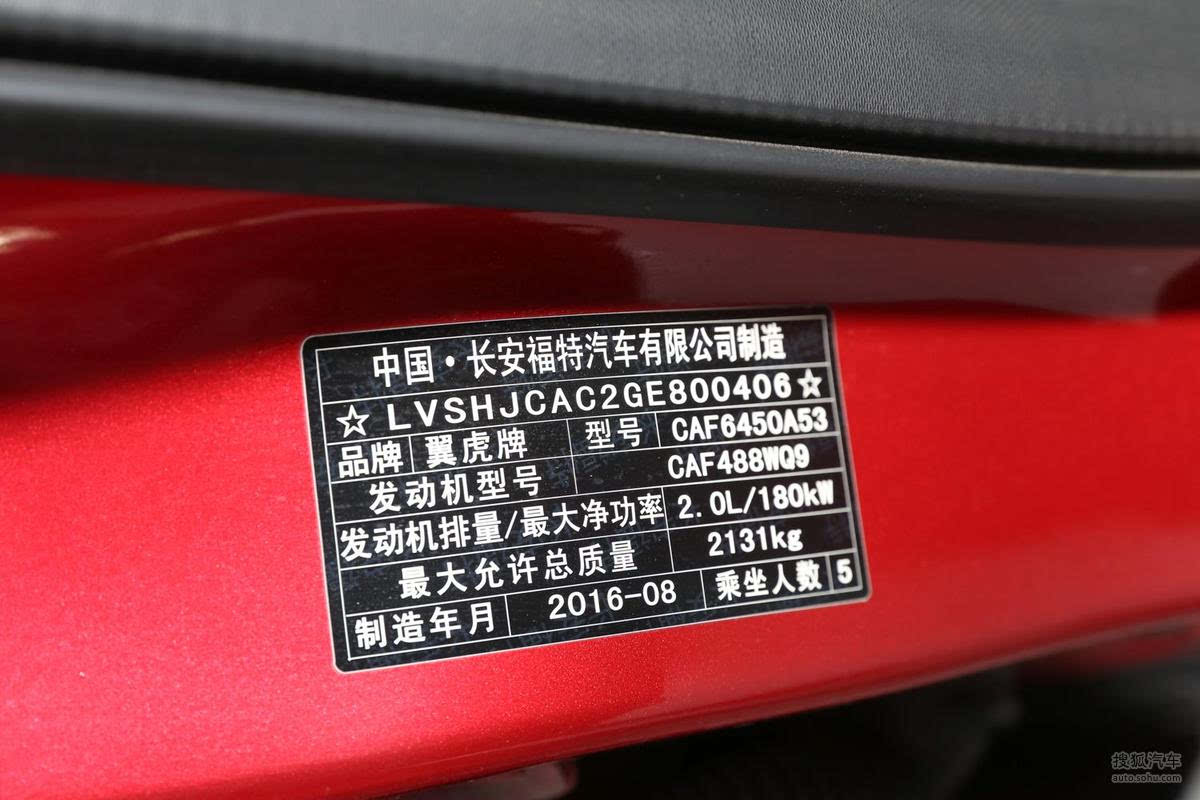 中国·长安福特汽车有限公司制造
☆LVSHJCAC2GE800406☆
品牌 翼虎牌 型号 CAF6450A53
发动机型号 CAF488WQ9
发动机排量/最大净功率 2.0L/180kW
最大允许总质量 2131kg
制造年月 2016-08 乘坐人数 5
搜狐汽车
auto.sohu.com